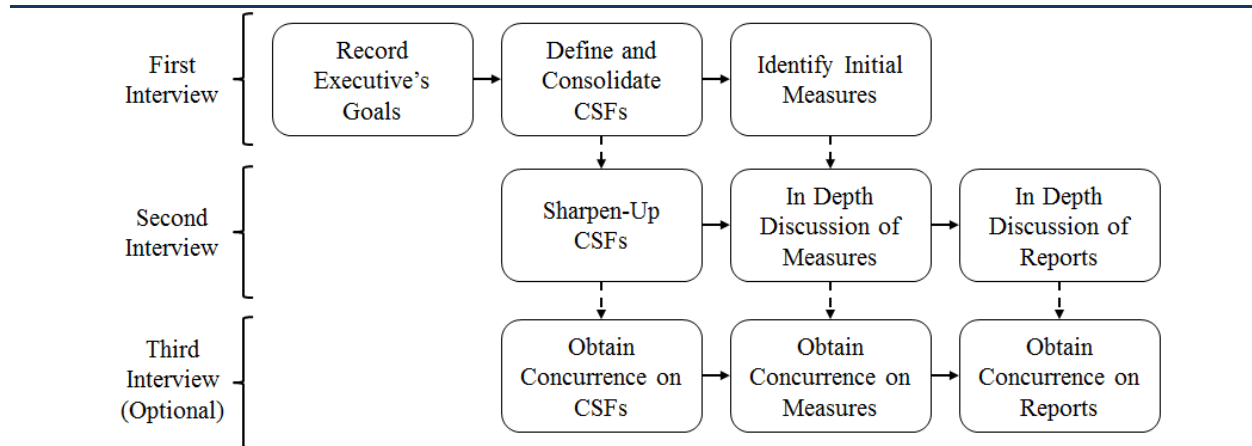 First
Interview
Record
Executive's
Goals
Define and
Consolidate
CSFs
Identify Initial
Measures
Second
Interview
Sharpen-Up
CSFs
In Depth
Discussion of
Measures
In Depth
Discussion of
Reports
Third
Interview
(Optional)
Obtain
Concurrence on
CSFs
Obtain
Concurrence on
Measures
Obtain
Concurrence on
Reports